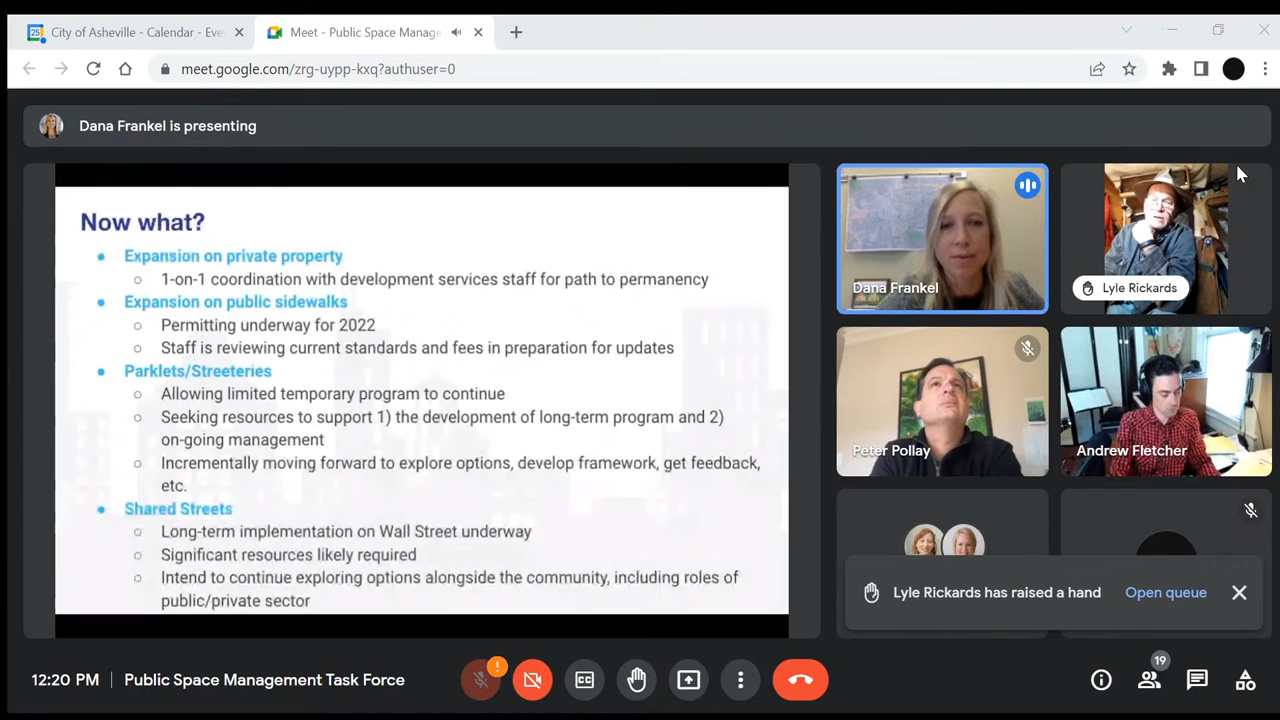 25 City of Asheville - Calendar - Eve
Meet - Public Space Manage
meet.google.com/zrg-uypp-kxq?authuser=0
Dana Frankel is presenting
Now what?
Expansion on private property
1-on-1 coordination with development services staff for path to permanency
Expansion on public sidewalks
Permitting underway for 2022
Staff is reviewing current standards and fees in preparation for updates
Parklets/Streeteries
Allowing limited temporary program to continue
Seeking resources to support 1) the development of long-term program and 2)
on-going management
Incrementally moving forward to explore options, develop framework, get feedback,
etc.
Shared Streets
Long-term implementation on Wall Street underway
Significant resources likely required
Intend to continue exploring options alongside the community, including roles of
public/private sector
Dana Frankel
Lyle Rickards
Peter Pollay
Andrew Fletcher
Lyle Rickards has raised a hand Open queue
12:20 PM | Public Space Management Task Force
!
CC
19